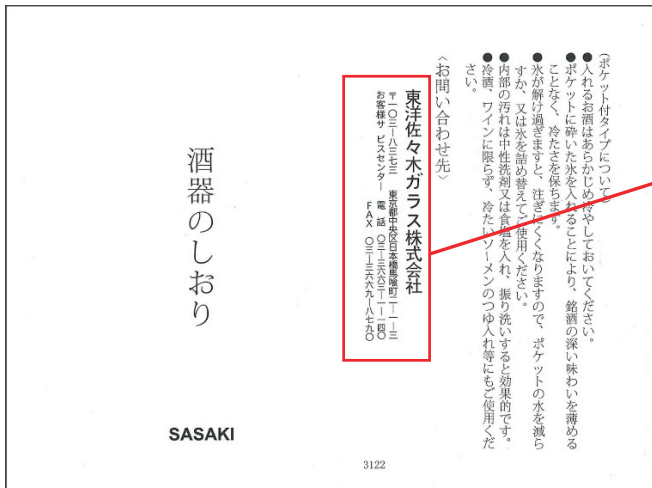 (ポケット付タイプについて)
●入れるお酒はあらかじめ冷やしておいてください。
●ポケットに砕いた氷を入れることにより、銘酒の深い味わいを薄める
ことなく、冷たさを保ちます。
●氷が解け過ぎますと、注ぎにくくなりますので、ポケットの水を減ら
すか、又は氷を詰め替えてご使用ください。
●内部の汚れは中性洗剤又は食塩を入れ、振り洗いすると効果的です。
●冷酒、ワインに限らず、冷たいソーメンのつゆ入れ等にもご使用くだ
さい。
〈お問い合わせ先〉
東洋佐々木ガラス株式会社
〒一〇三―八三七三 東京都中央区日本橋馬喰町二―一―三
お客様サービスセンター 電話 〇三―三六六三―一一四〇
FAX 〇三―三六六九―八七九〇
酒器のしおり
SASAKI
3122